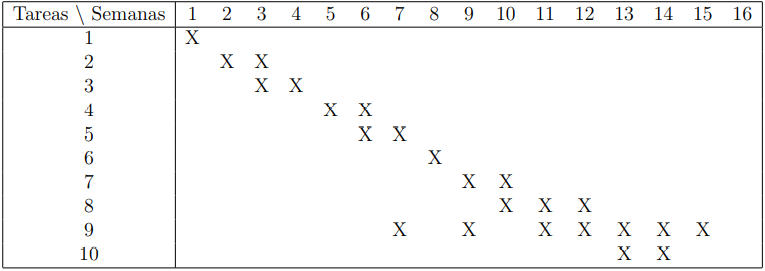 Tareas \ Semanas 1 2 3 4 5 6 7 8 9 10 11 12 13 14 15 16
1 X
2 X X
3 X X
4 X X
5 X X
6 X
7 X X
8 X X X
9 X X X X X X X
10 X X